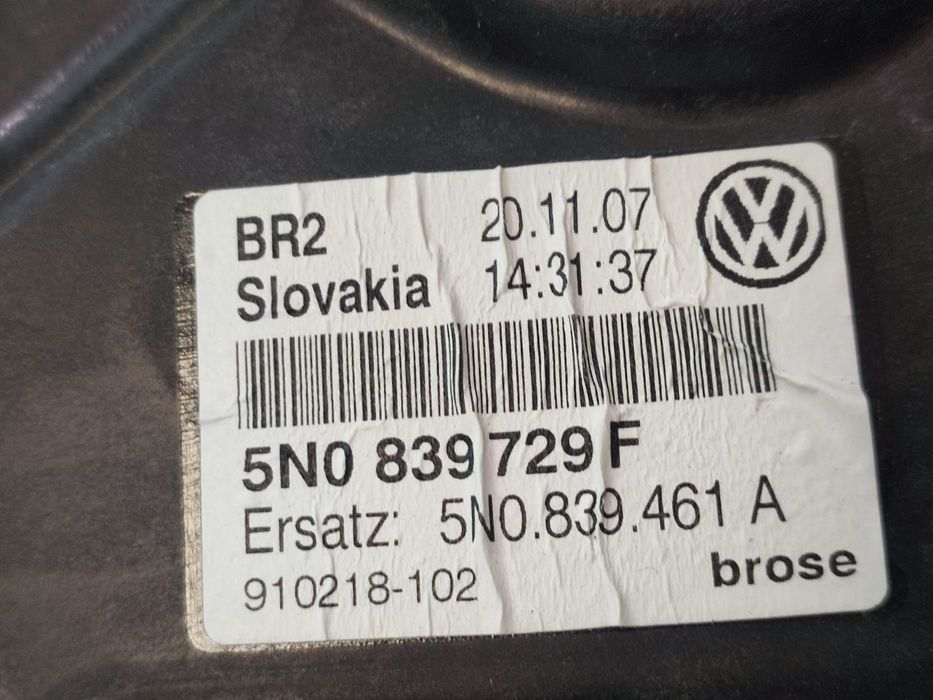 BR2 20.11.07
Slovakia 14:31:37
5N0 839 729 F
Ersatz: 5N0.839.461 A
910218-102 brose